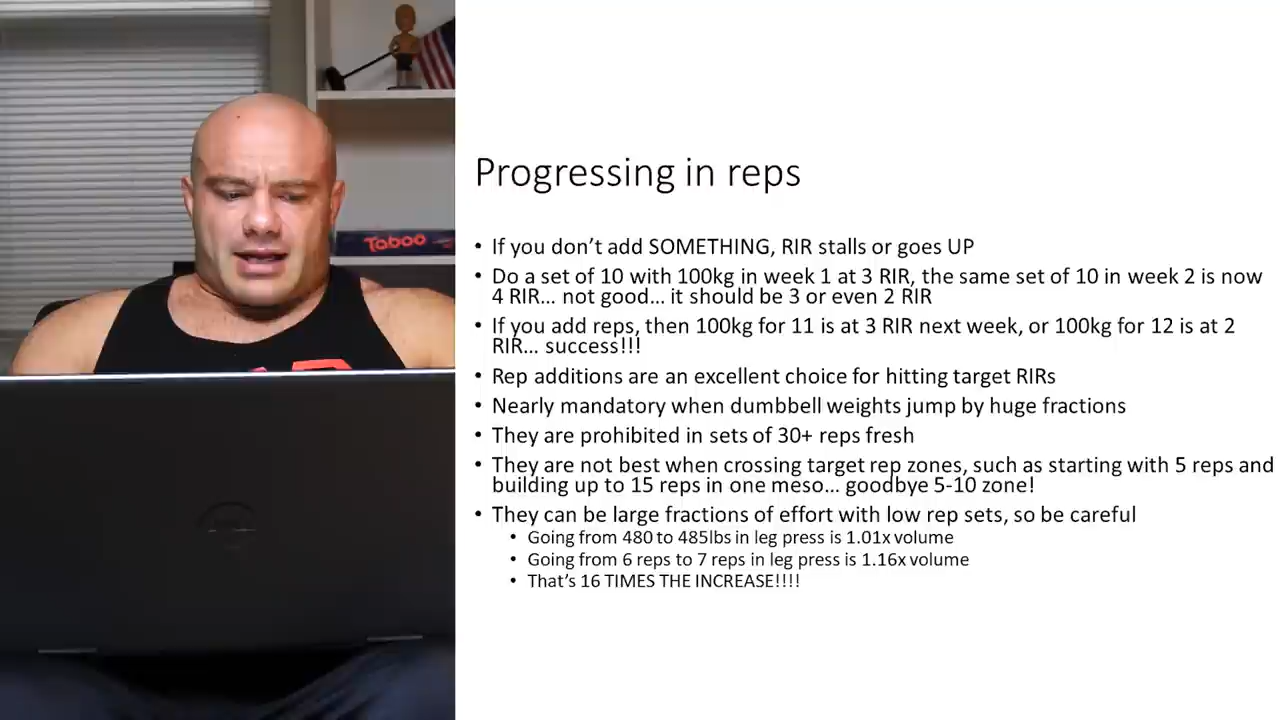 Taboo
Progressing in reps
• If you don’t add SOMETHING, RIR stalls or goes UP
• Do a set of 10 with 100kg in week 1 at 3 RIR, the same set of 10 in week 2 is now
4 RIR… not good… it should be 3 or even 2 RIR
• If you add reps, then 100kg for 11 is at 3 RIR next week, or 100kg for 12 is at 2
RIR… success!!!
• Rep additions are an excellent choice for hitting target RIRs
• Nearly mandatory when dumbbell weights jump by huge fractions
• They are prohibited in sets of 30+ reps fresh
• They are not best when crossing target rep zones, such as starting with 5 reps and
building up to 15 reps in one meso… goodbye 5-10 zone!
• They can be large fractions of effort with low rep sets, so be careful
• Going from 480 to 485lbs in leg press is 1.01x volume
• Going from 6 reps to 7 reps in leg press is 1.16x volume
• That’s 16 TIMES THE INCREASE!!!!